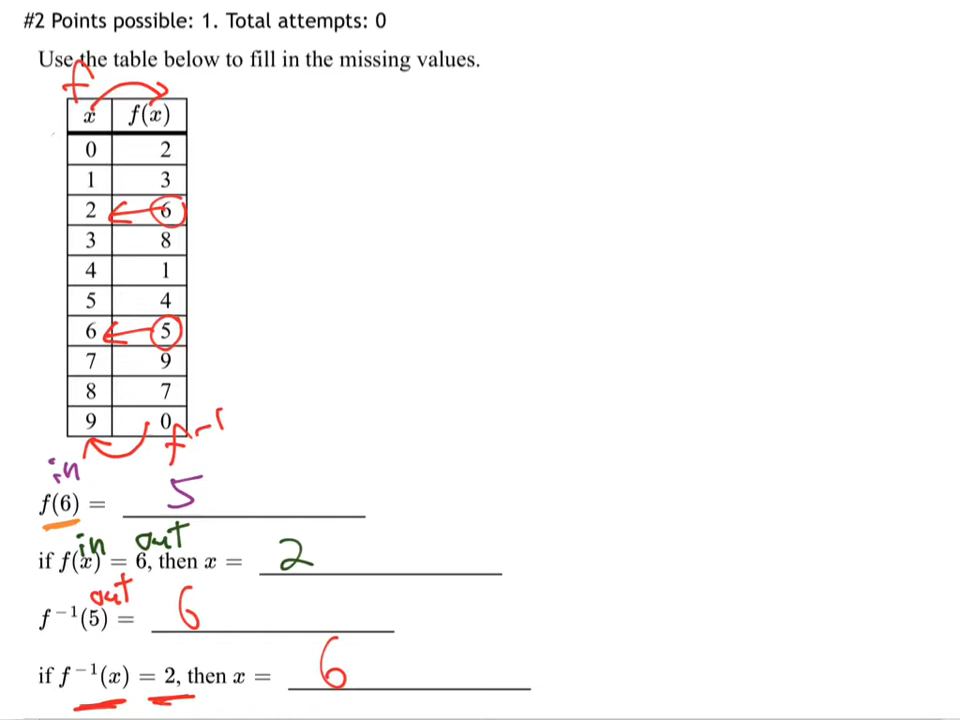 #2 Points possible: 1. Total attempts: 0
Use the table below to fill in the missing values.
f
x f(x)
0 2
1 3
2 6
3 8
4 1
5 4
6 5
7 9
8 7
9 0
f-1
in
f(6) = 5
in out
if f(x) = 6, then x = 2
out
f⁻¹(5) = 6
if f⁻¹(x) = 2, then x = 6